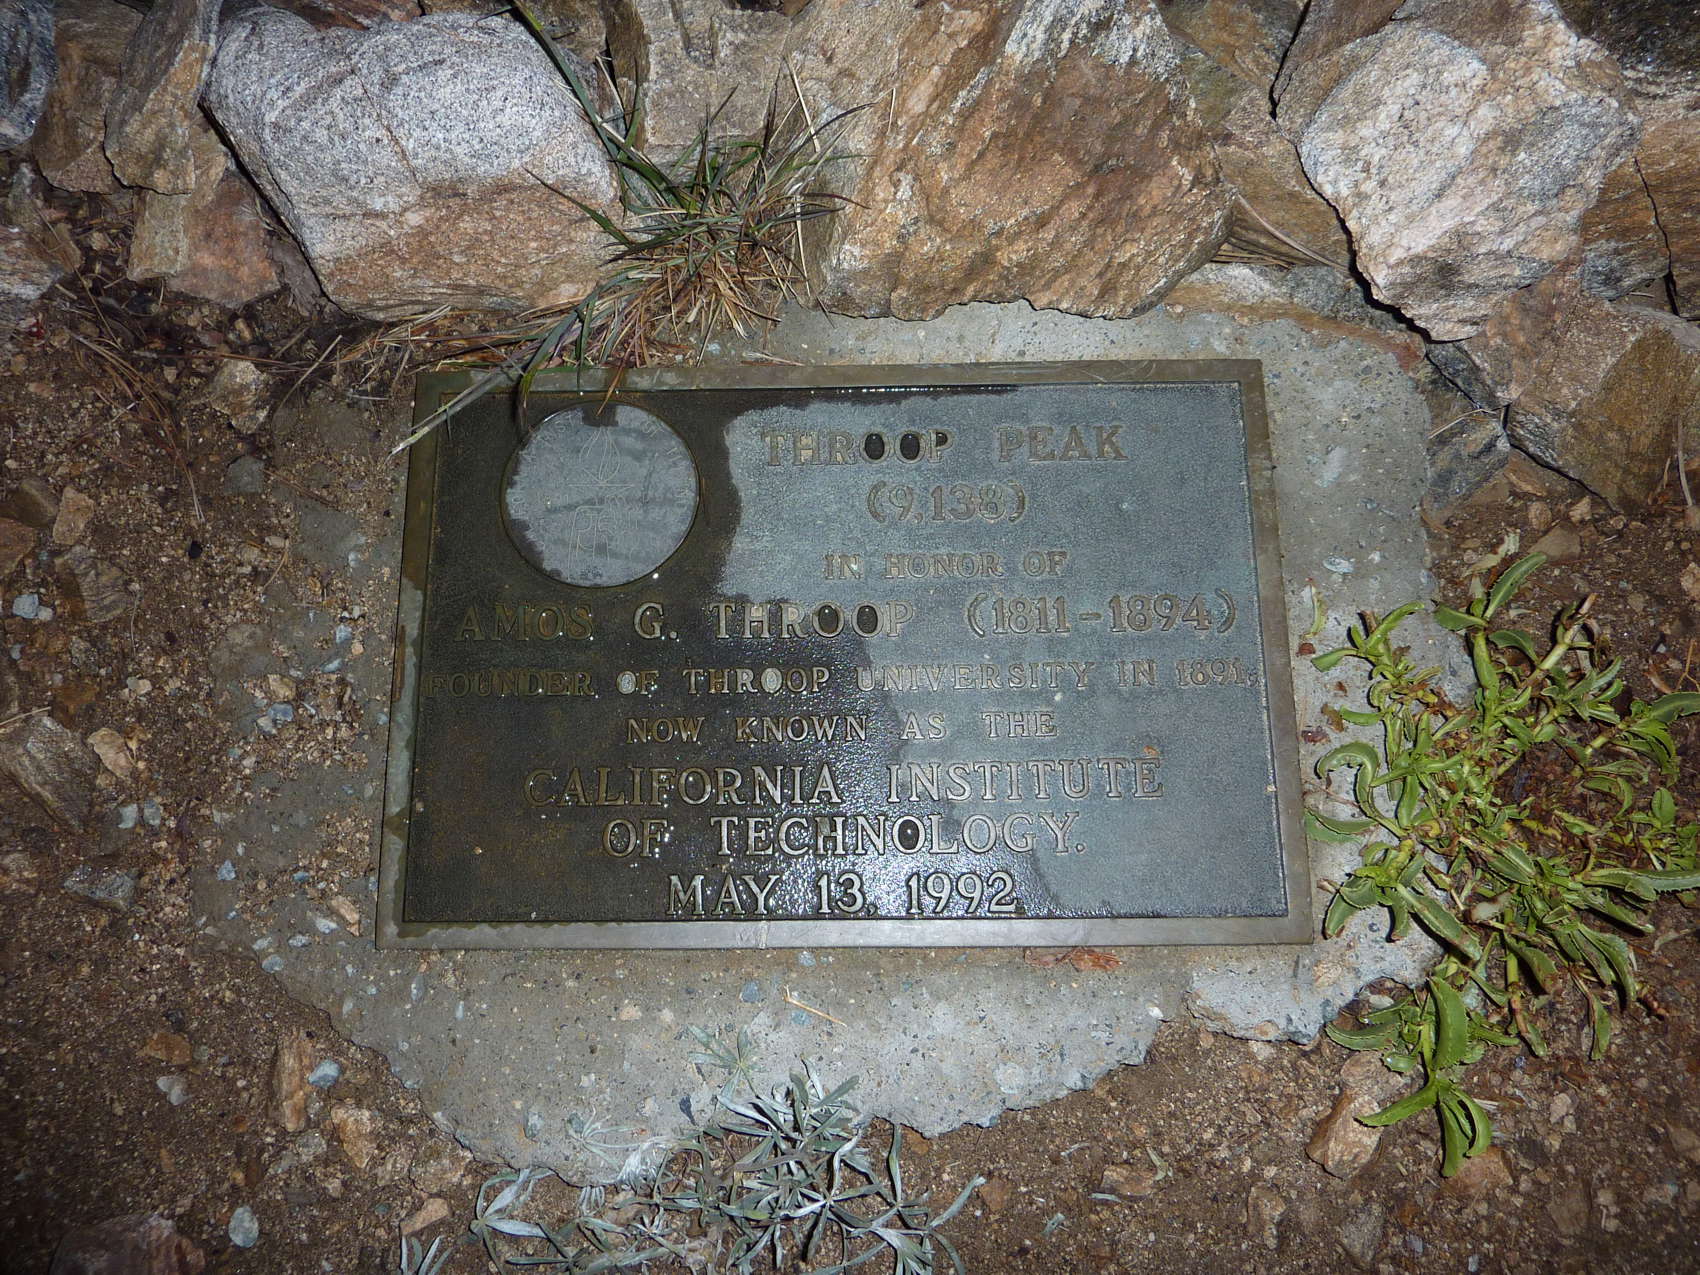 THROOP PEAK
(9,138)
IN HONOR OF
AMOS G. THROOP (1811-1894)
FOUNDER OF THROOP UNIVERSITY IN 1891.
NOW KNOWN AS THE
CALIFORNIA INSTITUTE
OF TECHNOLOGY.
MAY 13, 1992